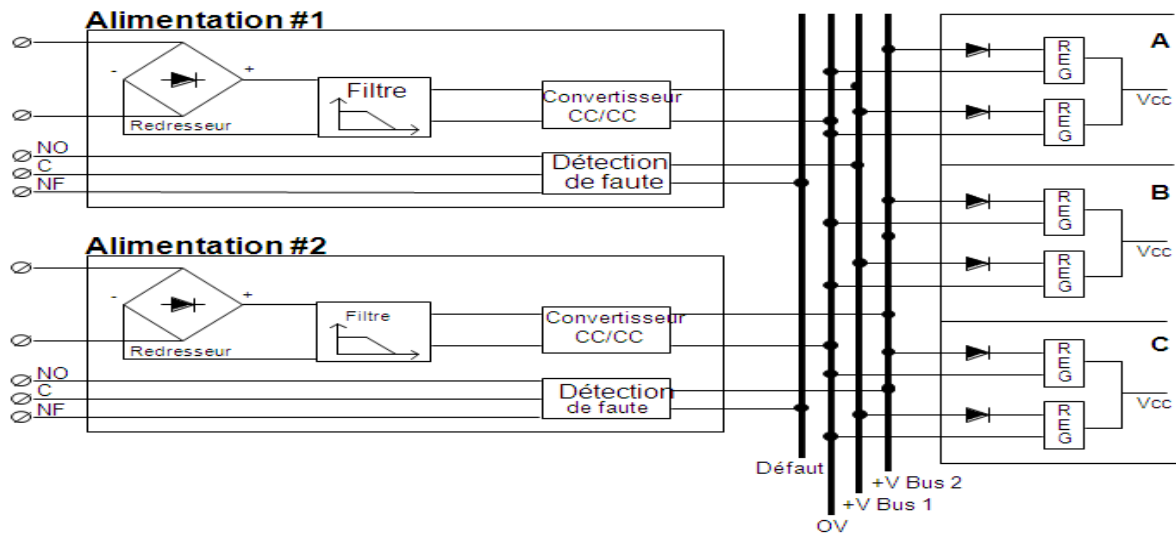 Alimentation #1
- +
Redresseur
Filtre
Convertisseur
CC/CC
NO
C
NF
Détection
de faute
Alimentation #2
- +
Redresseur
Filtre
Convertisseur
CC/CC
NO
C
NF
Détection
de faute
Défaut
OV
+V Bus 1
+V Bus 2
A
REG
REG
Vcc
B
REG
REG
Vcc
C
REG
REG
Vcc